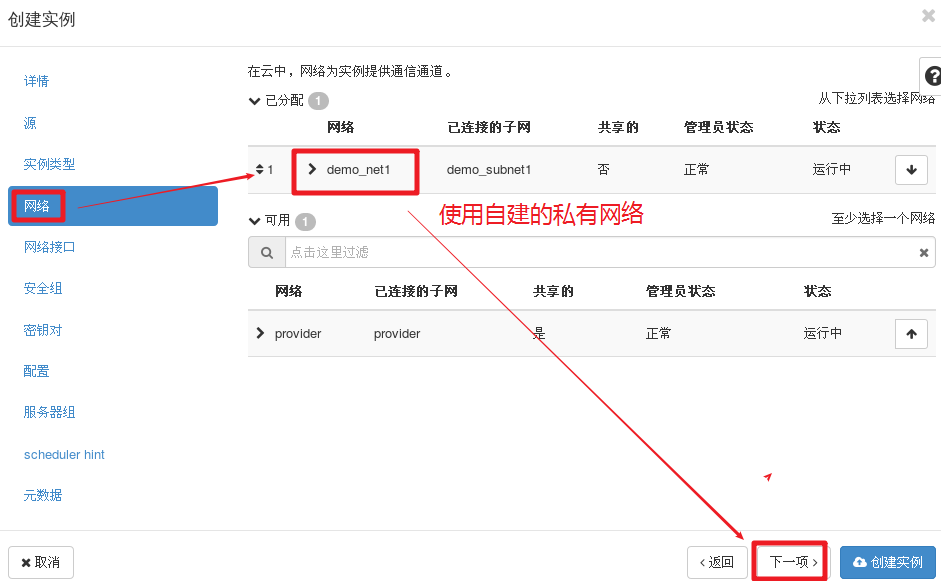 创建实例
详情
源
实例类型
网络
网络接口
安全组
密钥对
配置
服务器组
scheduler hint
元数据
在云中，网络为实例提供通信通道。
已分配 1
从下拉列表选择网络
网络 已连接的子网 共享的 管理员状态 状态
1 demo_net1 demo_subnet1 否 正常 运行中
使用自建的私有网络
可用 1
至少选择一个网络
点击这里过滤
网络 已连接的子网 共享的 管理员状态 状态
provider provider 是 正常 运行中
取消
返回
下一项
创建实例